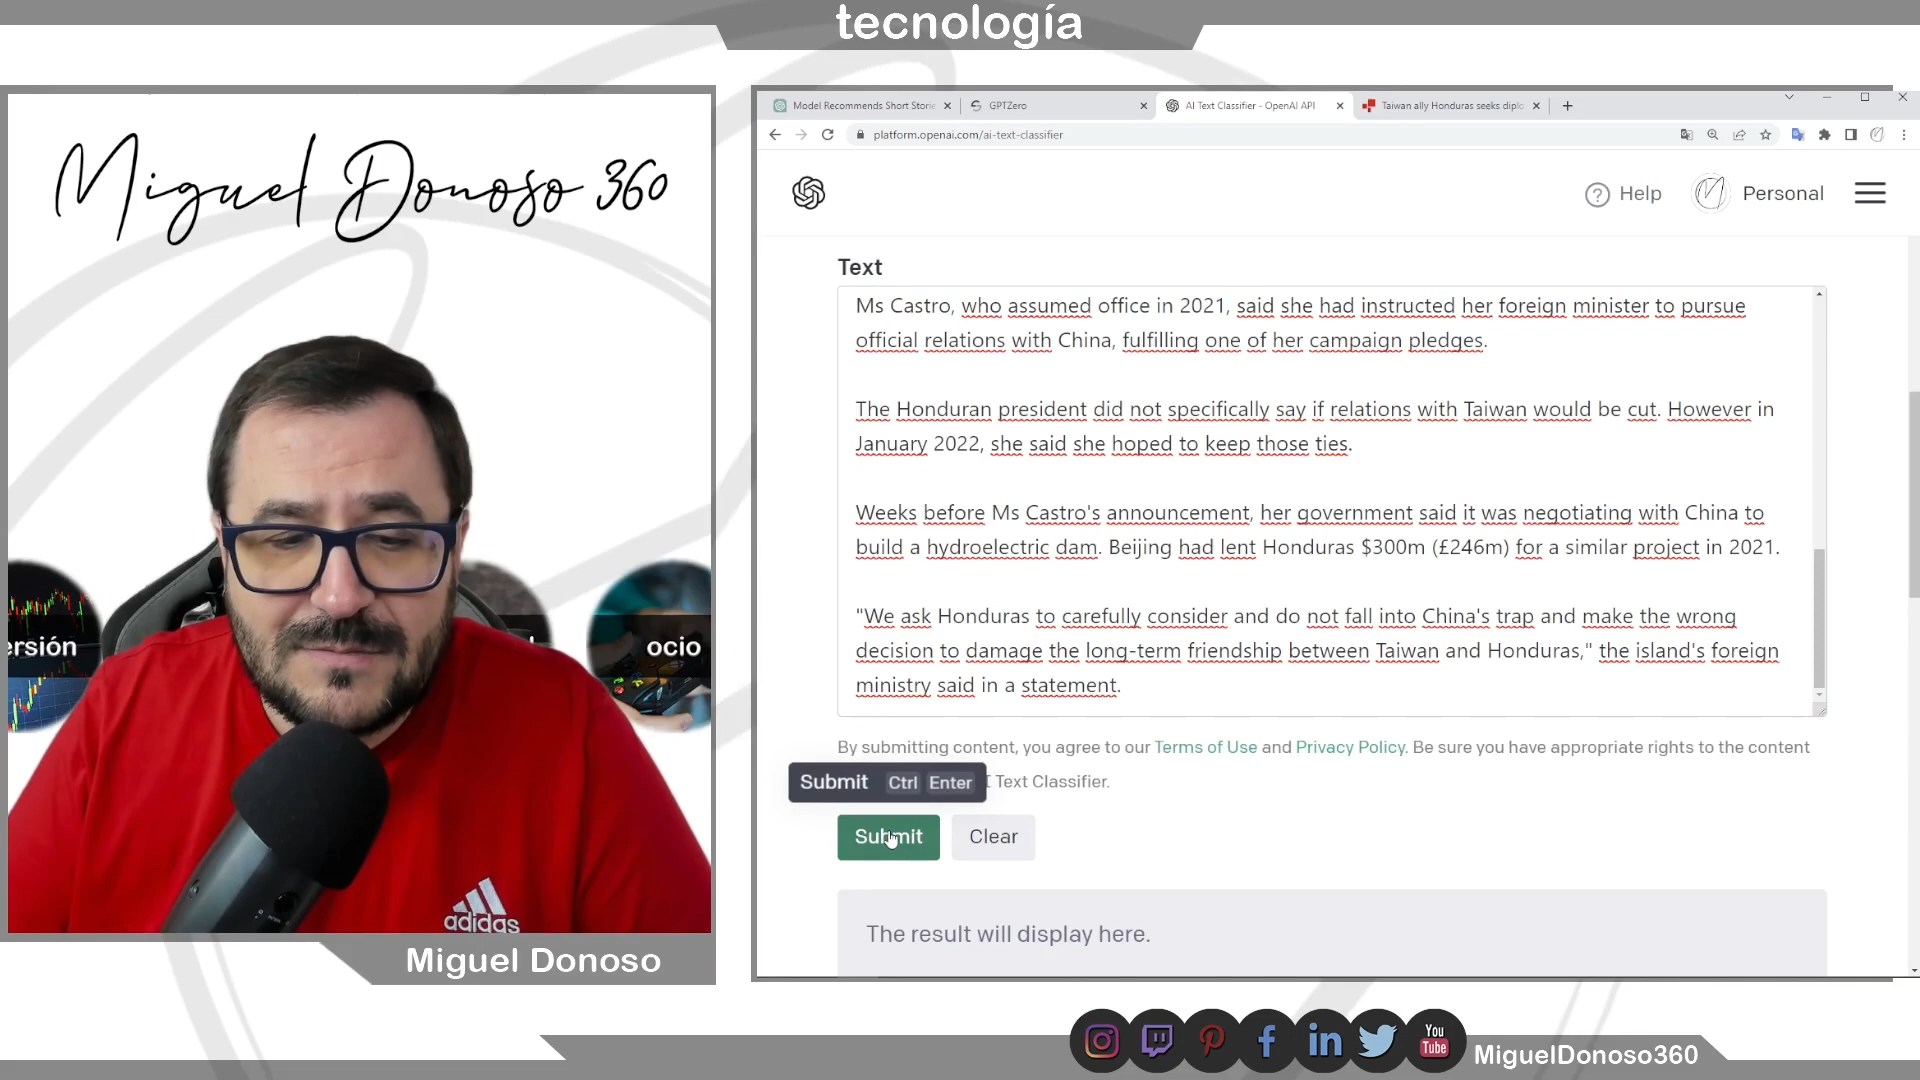 tecnología
Miguel Donoso 360
ersión
ocio
adidas
Miguel Donoso
Model Recommends Short Storie
GPTZero
AI Text Classifier - OpenAI API
Taiwan ally Honduras seeks diplo
platform.openai.com/ai-text-classifier
Help
Personal
Text
Ms Castro, who assumed office in 2021, said she had instructed her foreign minister to pursue
official relations with China, fulfilling one of her campaign pledges.
The Honduran president did not specifically say if relations with Taiwan would be cut. However in
January 2022, she said she hoped to keep those ties.
Weeks before Ms Castro's announcement, her government said it was negotiating with China to
build a hydroelectric dam. Beijing had lent Honduras $300m (£246m) for a similar project in 2021.
"We ask Honduras to carefully consider and do not fall into China's trap and make the wrong
decision to damage the long-term friendship between Taiwan and Honduras," the island's foreign
ministry said in a statement.
By submitting content, you agree to our Terms of Use and Privacy Policy. Be sure you have appropriate rights to the content
Submit Ctrl Enter
Text Classifier.
Submit
Clear
The result will display here.
You
Tube
MiguelDonoso360